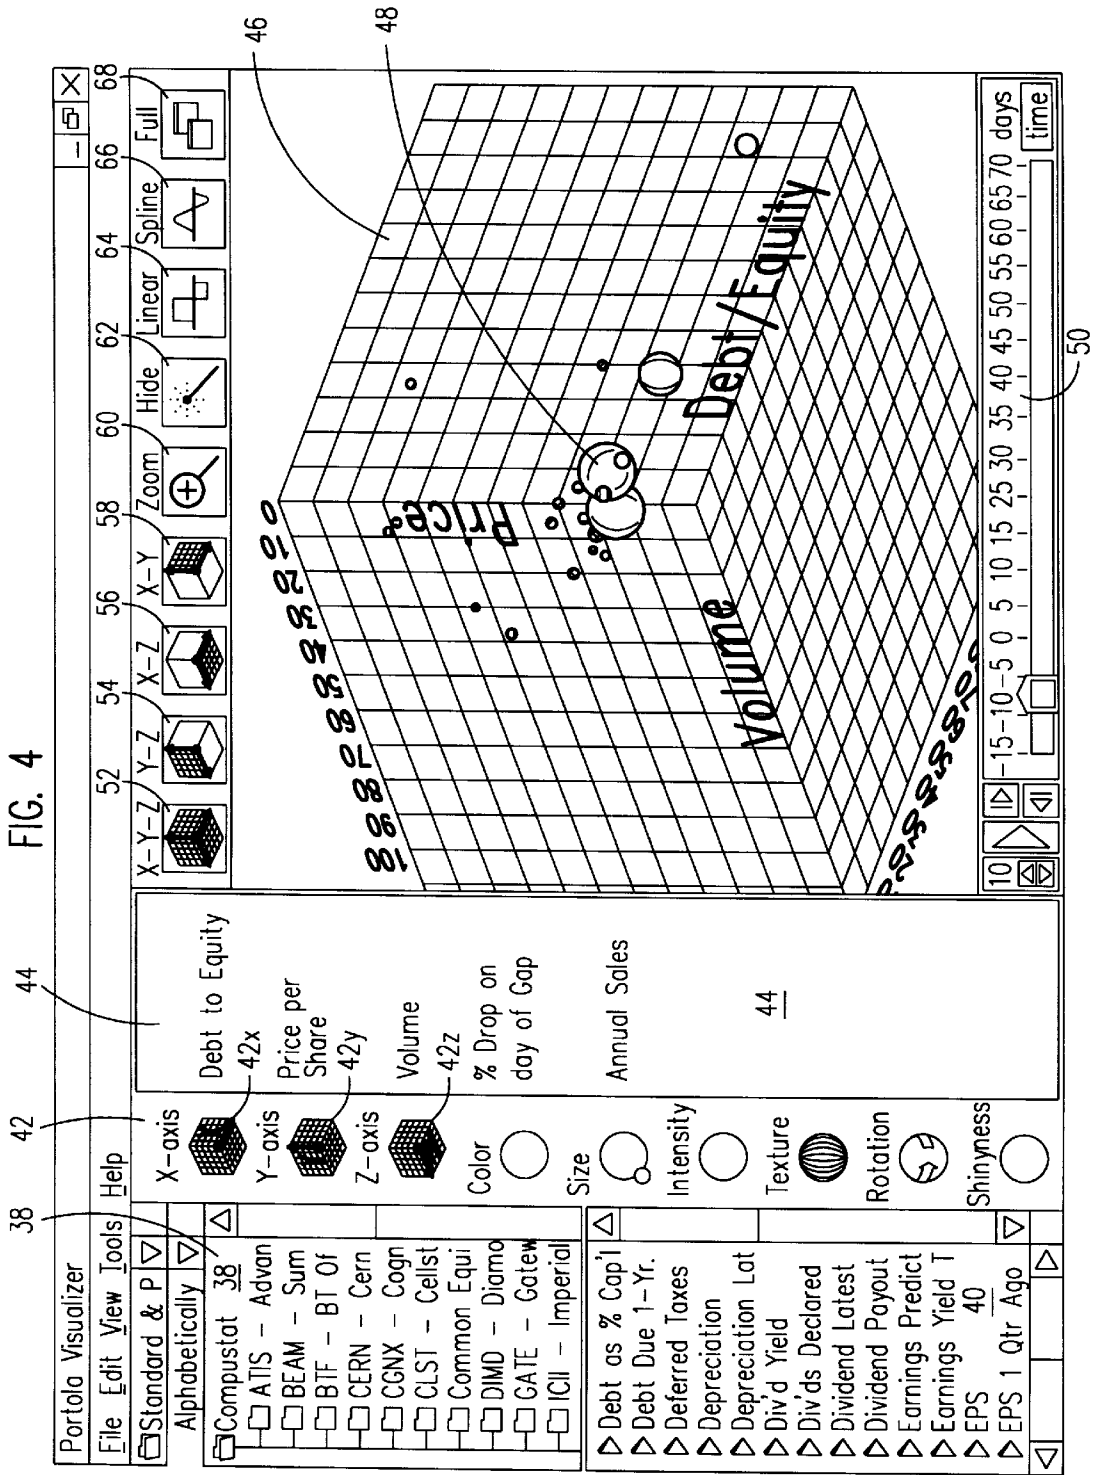 FIG. 4
Portola Visualizer
File Edit View Tools Help
38
42
44
52
54
56
58
60
62
64
66
68
46
48
Standard & P
Alphabetically
Compustat 38
ATIS - Advan
BEAM - Sum
BTF - BT Of
CERN - Cern
CGNX - Cogn
CLST - Cellst
Common Equi
DIMD - Diamo
GATE - Gatew
ICII - Imperial
Debt as % Cap'l
Debt Due 1-Yr.
Deferred Taxes
Depreciation
Depreciation Lat
Div'd Yield
Div'ds Declared
Dividend Latest
Dividend Payout
Earnings Predict
Earnings Yield T
EPS 40
EPS 1 Qtr Ago
X-axis
42x
Debt to Equity
Y-axis
42y
Price per
Share
Z-axis
42z
Volume
Color
% Drop on
day of Gap
Size
Annual Sales
Intensity
44
Texture
Rotation
Shinyness
X-Y-Z
Y-Z
X-Z
X-Y
Zoom
Hide
Linear
Spline
Full
100 90 80 70 60 50 40 30 20 10 0
Price
Volume
Debt/Equity
20 30 40 50 60 70
10
-15 -10 -5 0 5 10 15 25 30 35 40 45 50 55 60 65 70 days
time
50